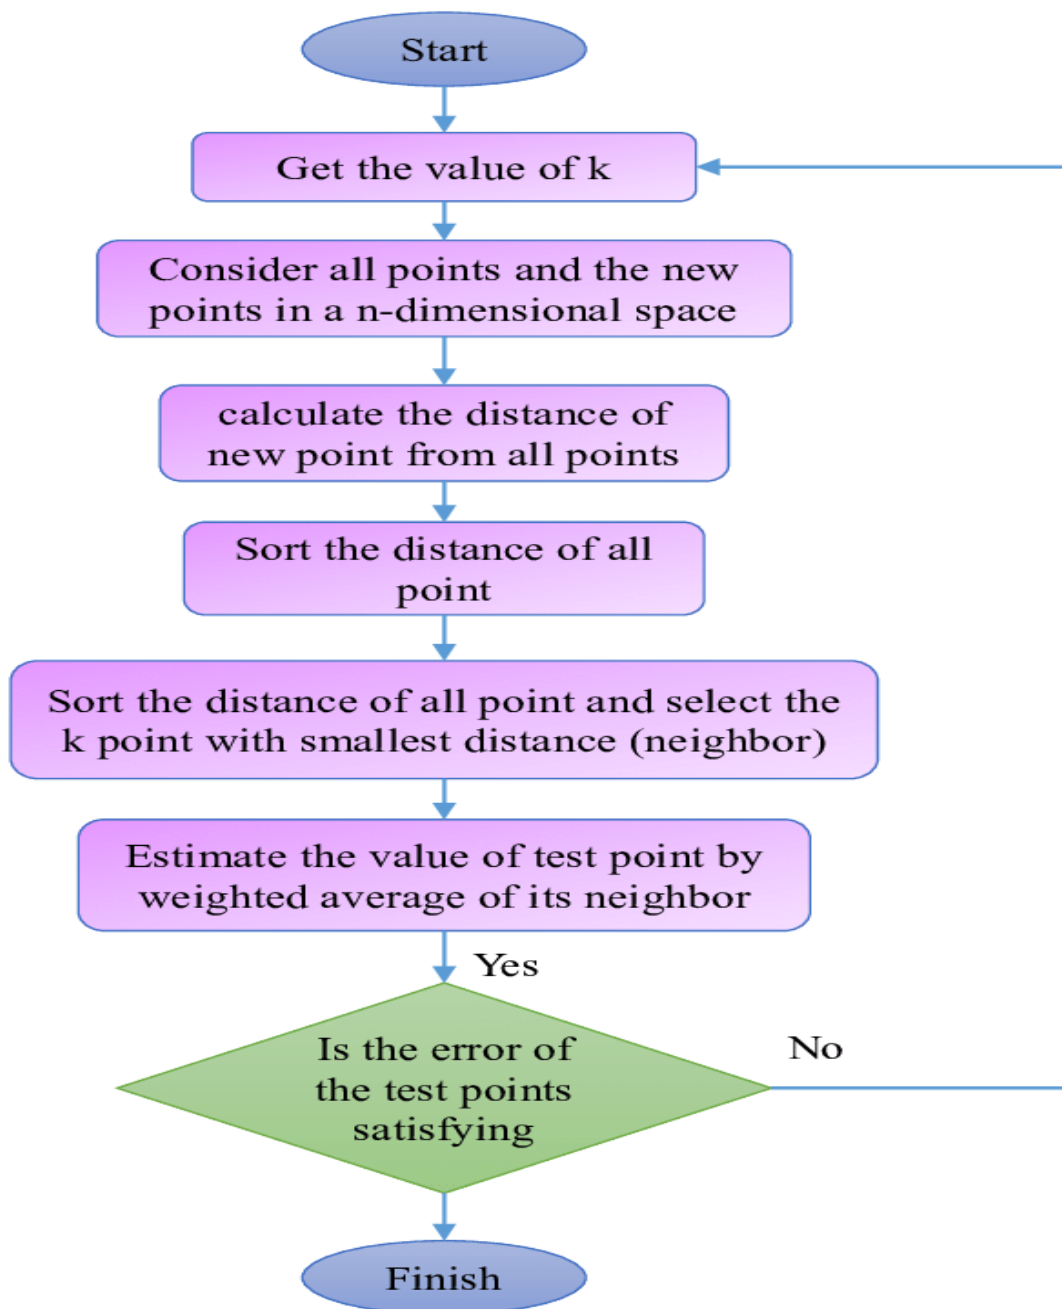 Start
Get the value of k
Consider all points and the new
points in a n-dimensional space
calculate the distance of
new point from all points
Sort the distance of all
point
Sort the distance of all point and select the
k point with smallest distance (neighbor)
Estimate the value of test point by
weighted average of its neighbor
Yes
Is the error of
the test points
satisfying
No
Finish